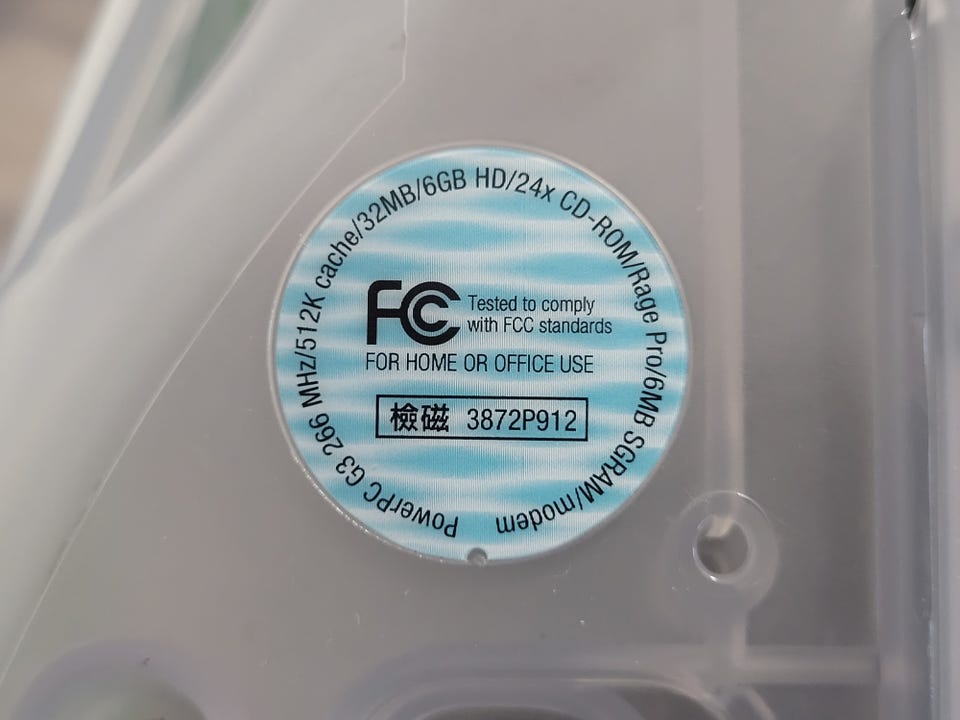 PowerPC G3 266 MHz/512K cache/32MB/6GB HD/24x CD-ROM/Rage Pro/6MB SGRAM/modem
FC Tested to comply
with FCC standards
FOR HOME OR OFFICE USE
檢磁 3872P912